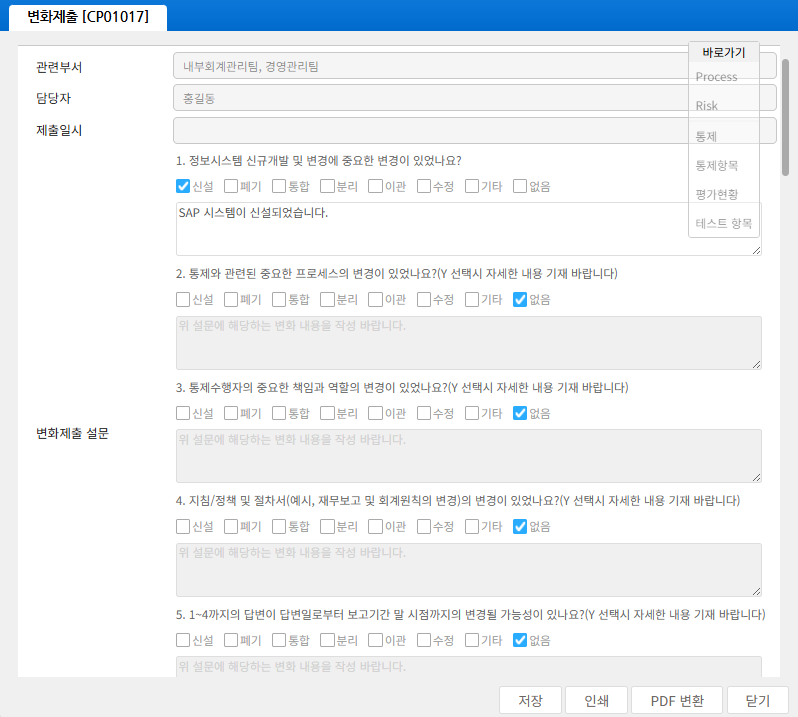 변화제출 [CP01017]
관련부서
내부회계관리팀, 경영관리팀
담당자
홍길동
제출일시
바로가기
Process
Risk
통제
통제항목
평가현황
테스트 항목
변화제출 설문
1. 정보시스템 신규개발 및 변경에 중요한 변경이 있었나요?
신설 폐기 통합 분리 이관 수정 기타 없음
SAP 시스템이 신설되었습니다.
2. 통제와 관련된 중요한 프로세스의 변경이 있었나요?(Y 선택시 자세한 내용 기재 바랍니다)
신설 폐기 통합 분리 이관 수정 기타 없음
위 설문에 해당하는 변화 내용을 작성 바랍니다.
3. 통제수행자의 중요한 책임과 역할의 변경이 있었나요?(Y 선택시 자세한 내용 기재 바랍니다)
신설 폐기 통합 분리 이관 수정 기타 없음
위 설문에 해당하는 변화 내용을 작성 바랍니다.
4. 지침/정책 및 절차서(예시, 재무보고 및 회계원칙의 변경)의 변경이 있었나요?(Y 선택시 자세한 내용 기재 바랍니다)
신설 폐기 통합 분리 이관 수정 기타 없음
위 설문에 해당하는 변화 내용을 작성 바랍니다.
5. 1~4까지의 답변이 답변일로부터 보고기간 말 시점까지의 변경될 가능성이 있나요?(Y 선택시 자세한 내용 기재 바랍니다)
신설 폐기 통합 분리 이관 수정 기타 없음
위 설문에 해당하는 변화 내용을 작성 바랍니다.
저장 인쇄 PDF 변환 닫기